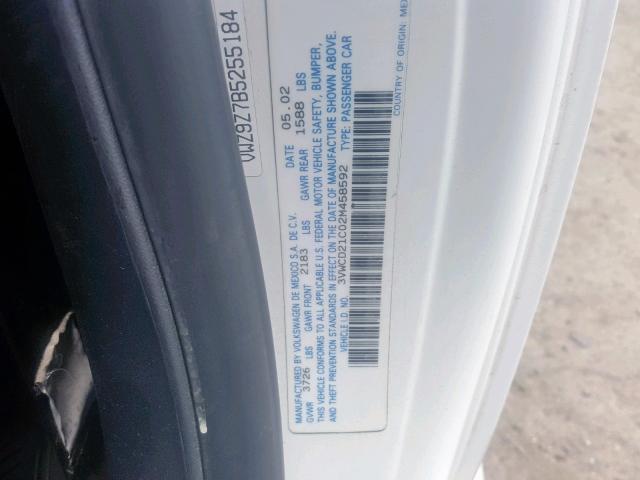 VWZ9Z7B5255184
MANUFACTURED BY VOLKSWAGEN DE MEXICO S.A. DE C.V. DATE 05.02
GVWR 3726 LBS GAWR FRONT 2183 LBS GAWR REAR 1588 LBS
THIS VEHICLE CONFORMS TO ALL APPLICABLE U.S. FEDERAL MOTOR VEHICLE SAFETY, BUMPER,
AND THEFT PREVENTION STANDARDS IN EFFECT ON THE DATE OF MANUFACTURE SHOWN ABOVE.
VEHICLE I.D. NO. 3VWCD21C02M458592 TYPE: PASSENGER CAR
COUNTRY OF ORIGIN: